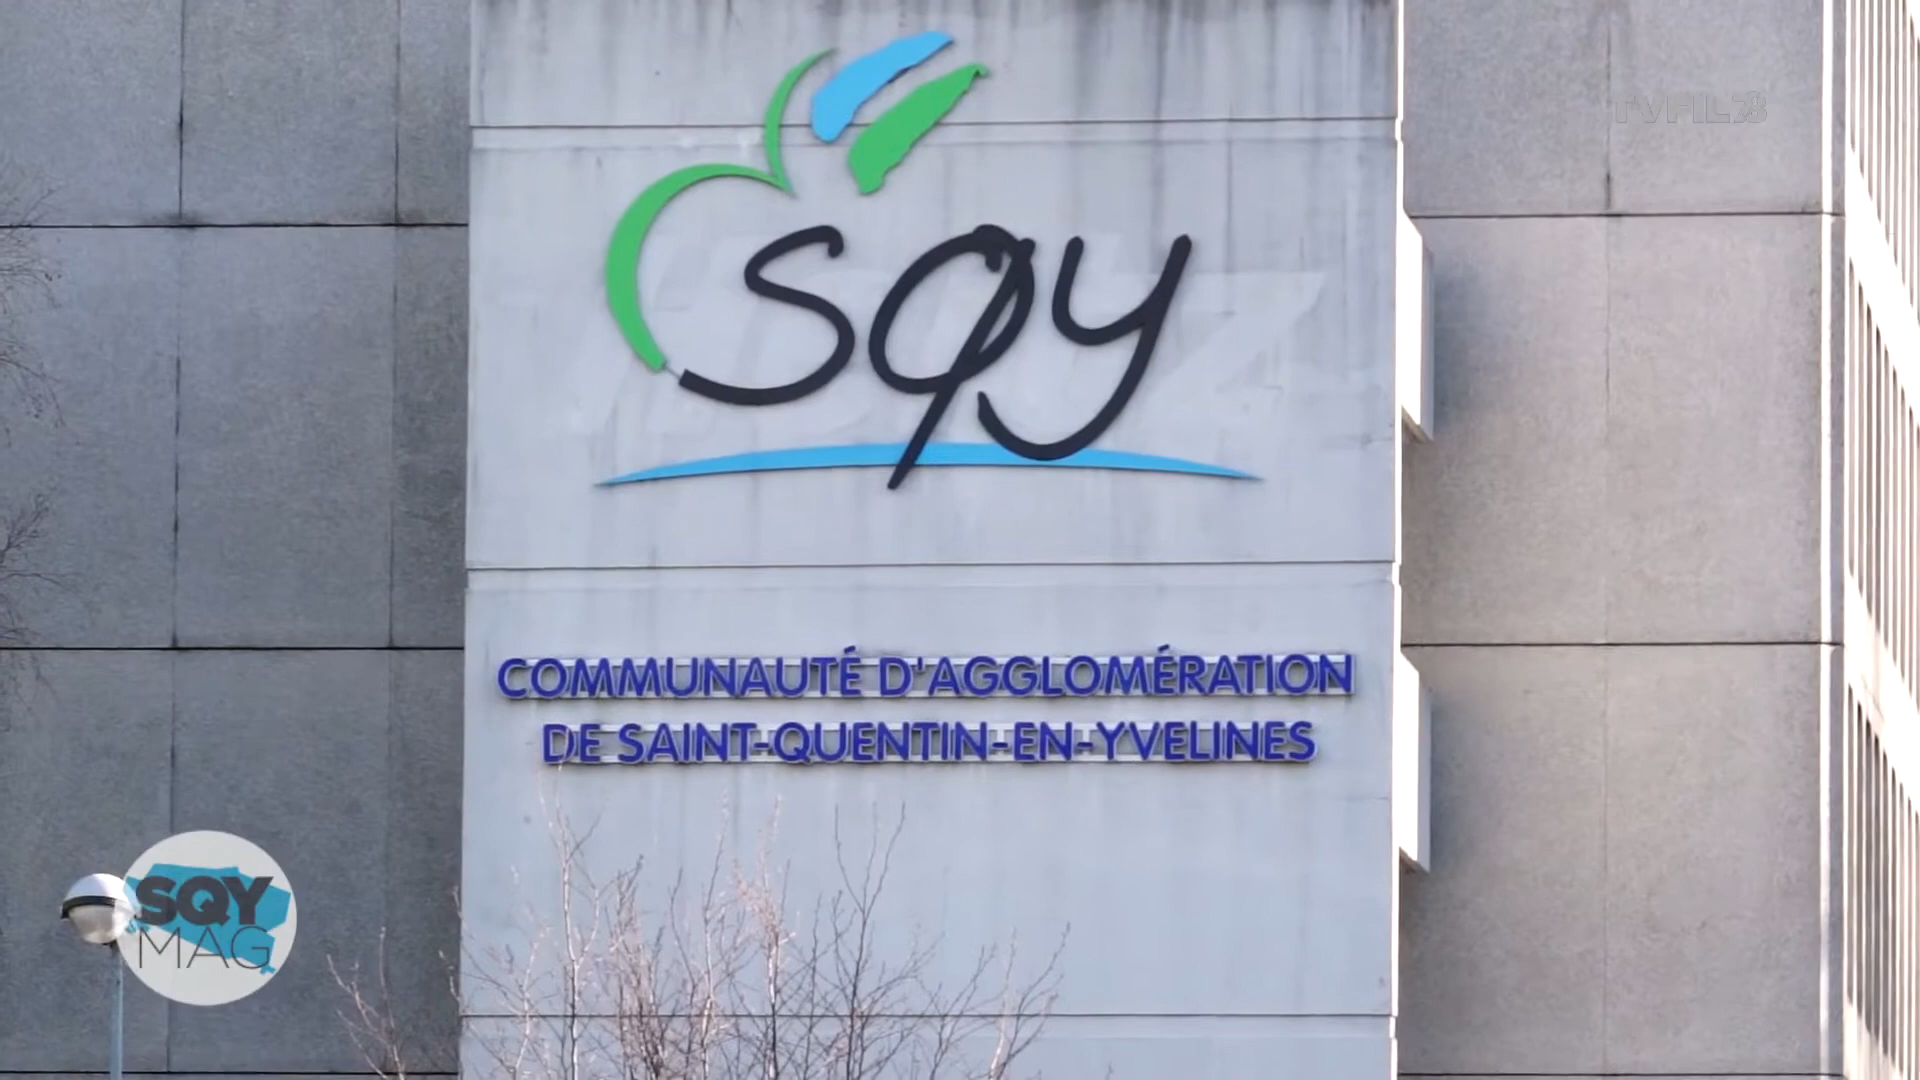 TVFIL78
sqy
COMMUNAUTÉ D'AGGLOMÉRATION
DE SAINT-QUENTIN-EN-YVELINES
SQY
MAG